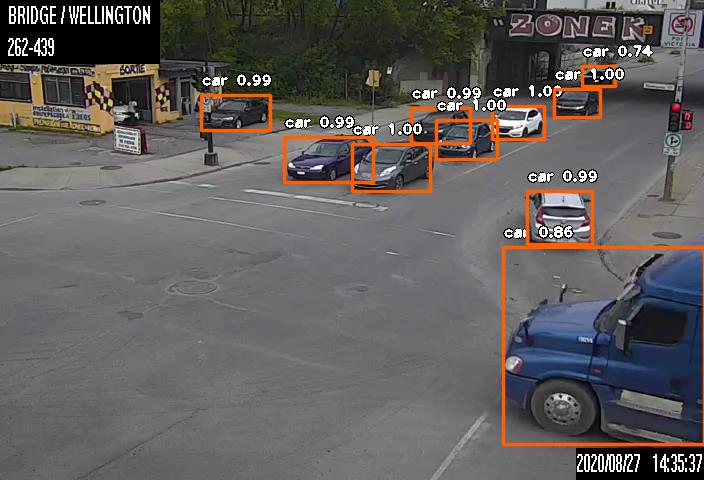 BRIDGE / WELLINGTON
262-439
"ZONEK
VICTORIA
SORTIE
car 0.74
car 0.99
car 1.00
car 1.00
car 0.99
car 1.00
car 0.99
car 1.00
car 0.99
car 0.86
2020/08/27 14:35:37